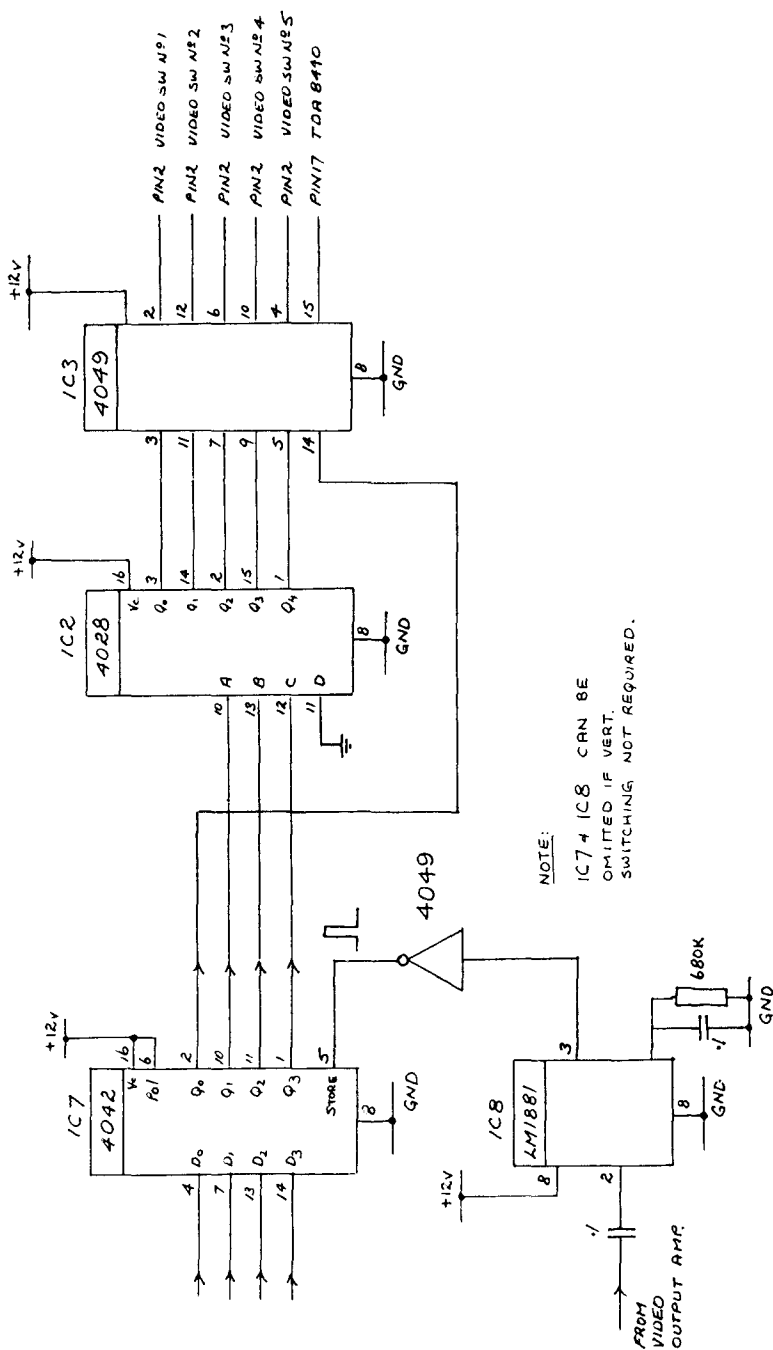 IC7
4042
+12v
16
6
Vc
Pol
4
D0
7
D1
13
D2
14
D3
2
Q0
10
Q1
11
Q2
1
Q3
5
STORE
8
GND
IC2
4028
+12v
16
Vc
10
A
13
B
12
C
11
D
3
Q0
14
Q1
2
Q2
15
Q3
1
Q4
8
GND
IC3
4049
+12v
3
11
7
9
5
14
2
12
6
10
4
15
8
GND
PIN2 VIDEO SW Nº1
PIN2 VIDEO SW Nº2
PIN2 VIDEO SW Nº3
PIN2 VIDEO SW Nº4
PIN2 VIDEO SW Nº5
PIN17 TDA 8440
4049
IC8
LM1881
+12v
8
2
3
8
GND
.1
FROM
VIDEO
OUTPUT AMP.
.1
680K
GND
NOTE:
IC7 & IC8 CAN BE
OMITTED IF VERT.
SWITCHING NOT REQUIRED.